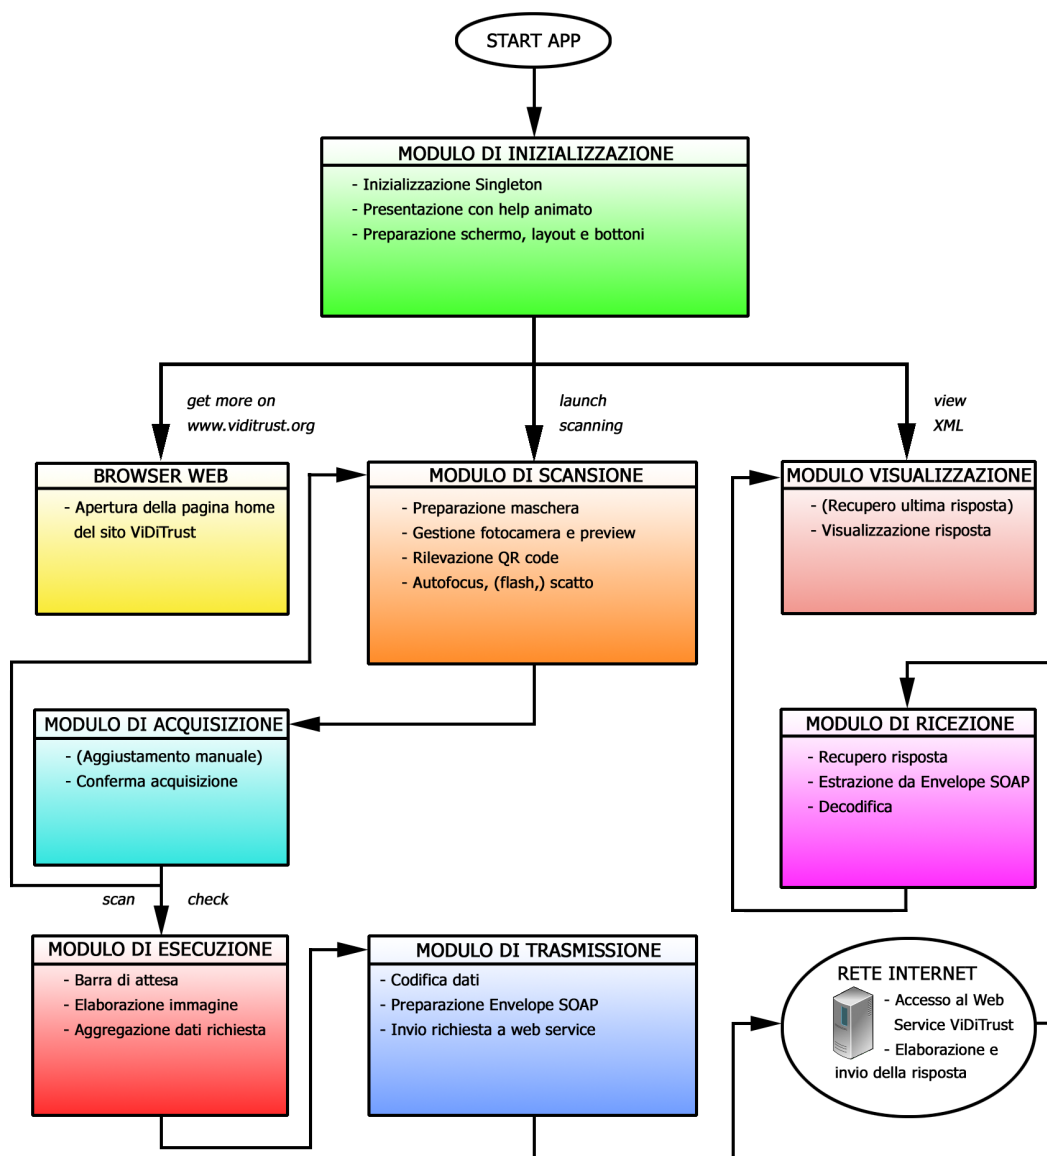 START APP
MODULO DI INIZIALIZZAZIONE
- Inizializzazione Singleton
- Presentazione con help animato
- Preparazione schermo, layout e bottoni
get more on
www.viditrust.org
launch
scanning
view
XML
BROWSER WEB
- Apertura della pagina home
del sito ViDiTrust
MODULO DI SCANSIONE
- Preparazione maschera
- Gestione fotocamera e preview
- Rilevazione QR code
- Autofocus, (flash,) scatto
MODULO VISUALIZZAZIONE
- (Recupero ultima risposta)
- Visualizzazione risposta
MODULO DI ACQUISIZIONE
- (Aggiustamento manuale)
- Conferma acquisizione
MODULO DI RICEZIONE
- Recupero risposta
- Estrazione da Envelope SOAP
- Decodifica
scan
check
MODULO DI ESECUZIONE
- Barra di attesa
- Elaborazione immagine
- Aggregazione dati richiesta
MODULO DI TRASMISSIONE
- Codifica dati
- Preparazione Envelope SOAP
- Invio richiesta a web service
RETE INTERNET
- Accesso al Web
Service ViDiTrust
- Elaborazione e
invio della risposta